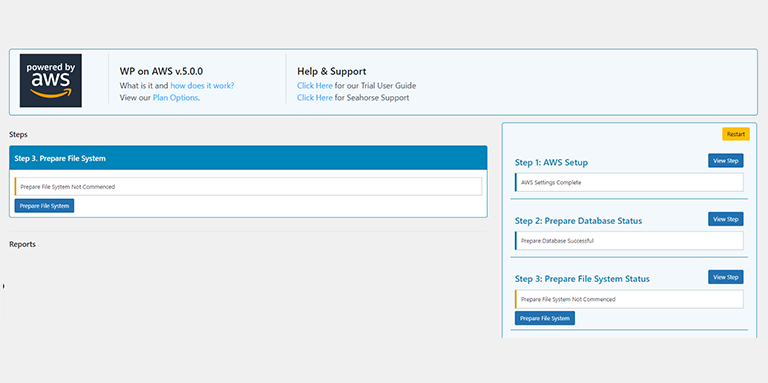 powered by
aws
WP on AWS v.5.0.0
What is it and how does it work?
View our Plan Options.
Help & Support
Click Here for our Trial User Guide
Click Here for Seahorse Support
Steps
Step 3. Prepare File System
Prepare File System Not Commenced
Prepare File System
Reports
Restart
Step 1: AWS Setup
View Step
AWS Settings Complete
Step 2: Prepare Database Status
View Step
Prepare Database Successful
Step 3: Prepare File System Status
View Step
Prepare File System Not Commenced
Prepare File System